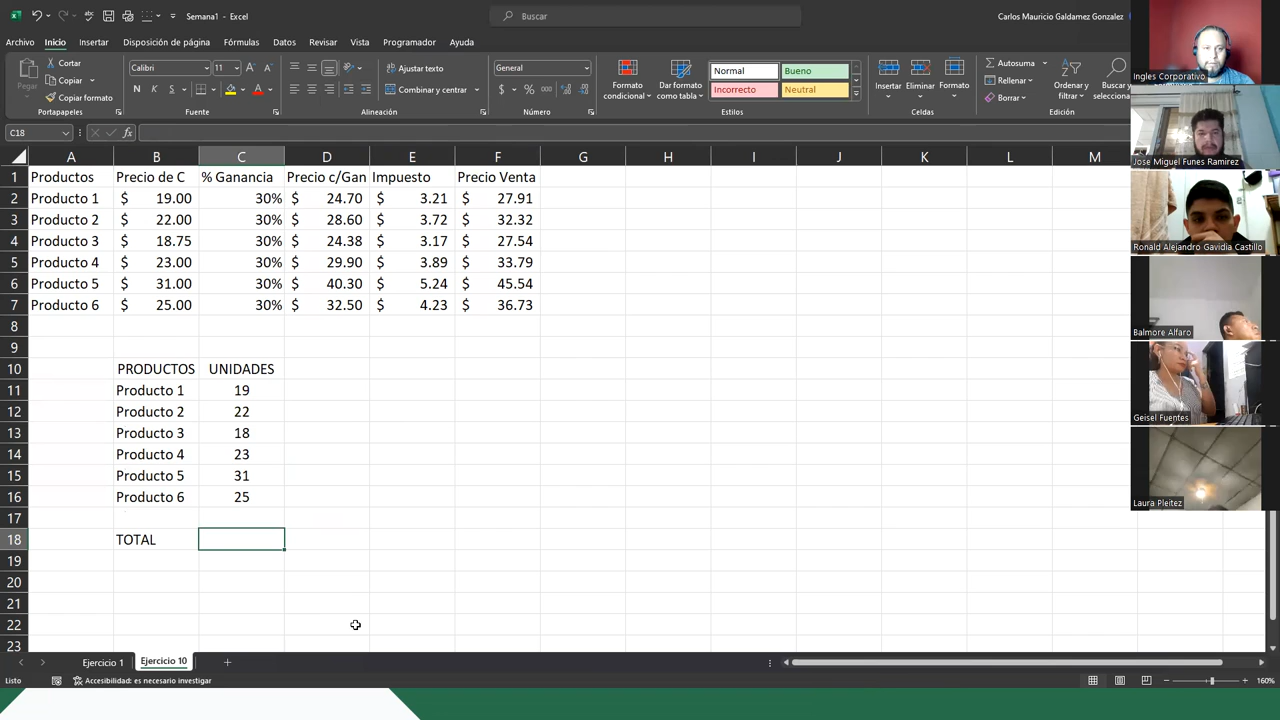 Semana1 - Excel
Buscar
Carlos Mauricio Galdamez Gonzalez
Archivo
Inicio
Insertar
Disposición de página
Fórmulas
Datos
Revisar
Vista
Programador
Ayuda
Pegar
Cortar
Copiar
Copiar formato
Portapapeles
Calibri
11
N K S
Fuente
Ajustar texto
Combinar y centrar
Alineación
General
$ % 000
Número
Formato condicional
Dar formato como tabla
Normal
Bueno
Incorrecto
Neutral
Estilos
Insertar
Eliminar
Formato
Celdas
Autosuma
Rellenar
Borrar
Ordenar y filtrar
Buscar y
Edición
C18
fx
A B C D E F G H I J K L M
1 Productos Precio de C % Ganancia Precio c/Gan Impuesto Precio Venta
2 Producto 1 $ 19.00 30% $ 24.70 $ 3.21 $ 27.91
3 Producto 2 $ 22.00 30% $ 28.60 $ 3.72 $ 32.32
4 Producto 3 $ 18.75 30% $ 24.38 $ 3.17 $ 27.54
5 Producto 4 $ 23.00 30% $ 29.90 $ 3.89 $ 33.79
6 Producto 5 $ 31.00 30% $ 40.30 $ 5.24 $ 45.54
7 Producto 6 $ 25.00 30% $ 32.50 $ 4.23 $ 36.73
8
9
10 PRODUCTOS UNIDADES
11 Producto 1 19
12 Producto 2 22
13 Producto 3 18
14 Producto 4 23
15 Producto 5 31
16 Producto 6 25
17
18 TOTAL
19
20
21
22
23
Ejercicio 1
Ejercicio 10
Listo
Accesibilidad: es necesario investigar
160%
Ingles Corporativo
Jose Miguel Funes Ramirez
Ronald Alejandro Gavidia Castillo
Balmore Alfaro
Geisel Fuentes
Laura Pleitez